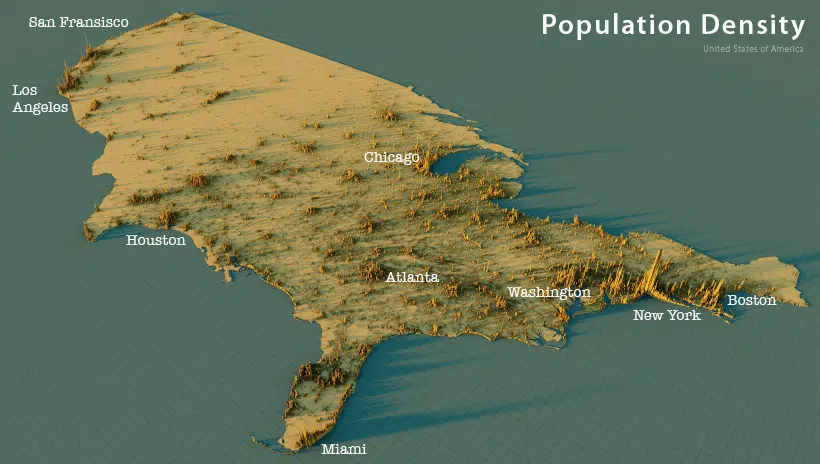 Population Density
United States of America
San Fransisco
Los
Angeles
Chicago
Houston
Atlanta
Washington
Boston
New York
Miami